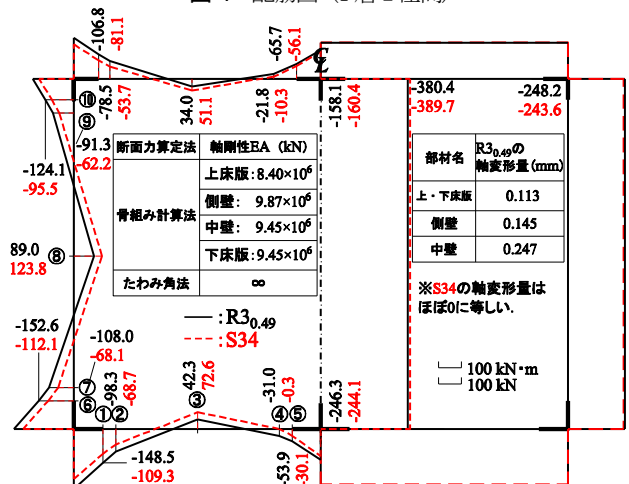 -106.8
-81.1
-65.7
-56.1
℄
⑩
-78.5
-53.7
34.0
51.1
-21.8
-10.3
-158.1
-160.4
-380.4
-389.7
-248.2
-243.6
⑨
-91.3
-62.2
-124.1
-95.5
断面力算定法 軸剛性EA (kN)
骨組み計算法 上床版:8.40×10⁶
側壁: 9.87×10⁶
中壁: 9.45×10⁶
下床版:9.45×10⁶
たわみ角法 ∞
部材名 R3₀.₄₉の
軸変形量(mm)
上・下床版 0.113
側壁 0.145
中壁 0.247
※S34の軸変形量は
ほぼ0に等しい.
89.0
123.8
⑧
: R3₀.₄₉
: S34
-152.6
-112.1
-108.0
-68.1
⑦
⑥
① ②
-98.3
-68.7
42.3
72.6
③
-31.0
-0.3
④ ⑤
-246.3
-244.1
100 kN·m
100 kN
-148.5
-109.3
-53.9
-30.1